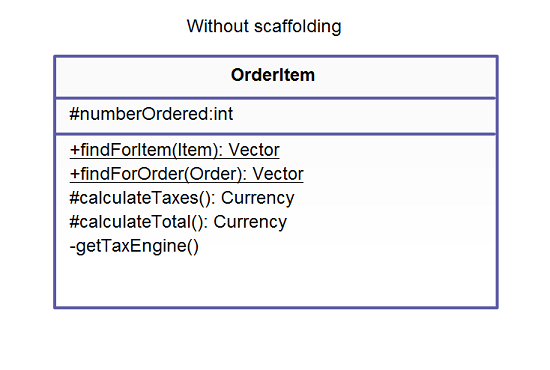 Without scaffolding
OrderItem
#numberOrdered:int
+findForItem(Item): Vector
+findForOrder(Order): Vector
#calculateTaxes(): Currency
#calculateTotal(): Currency
-getTaxEngine()